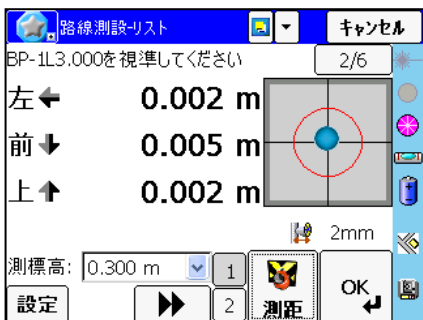 路線測設-リスト
キャンセル
BP-1L3.000を視準してください
2/6
左← 0.002 m
前↓ 0.005 m
上↑ 0.002 m
2mm
測標高: 0.300 m
1
2
測距
OK
設定